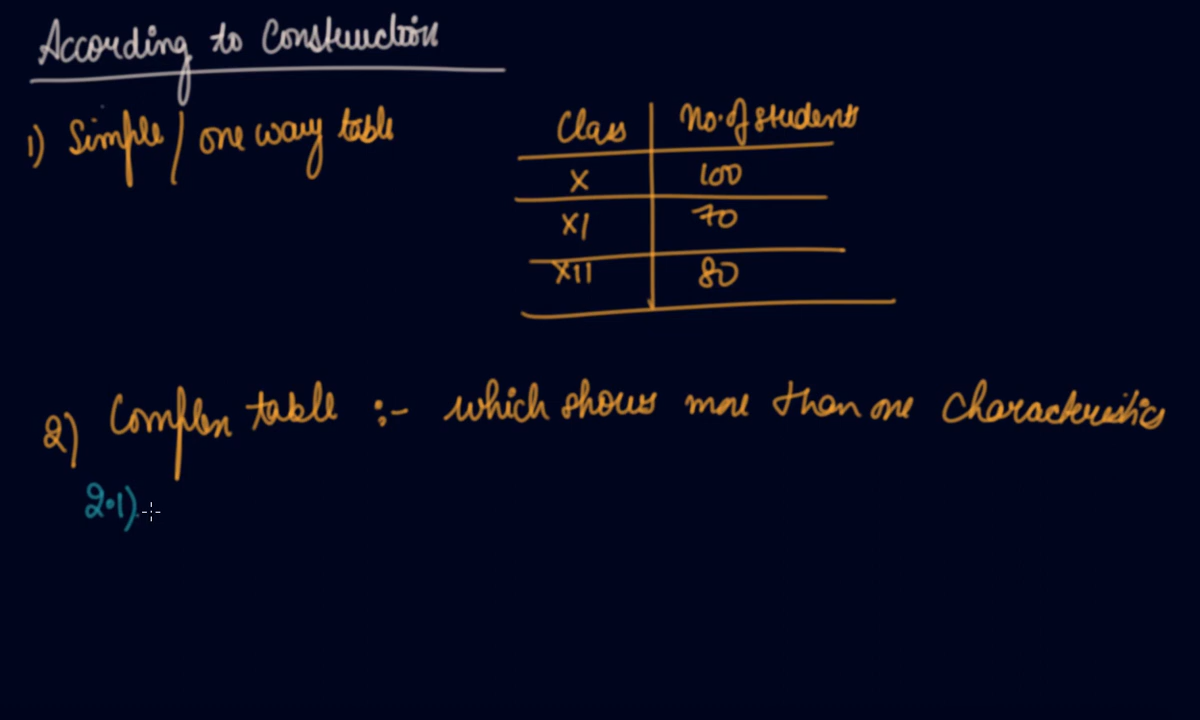 According to Construction
1) Simple / one way table
Class No. of students
X 100
XI 70
XII 80
2) Complex table :- which shows more than one characteristics
2.1)